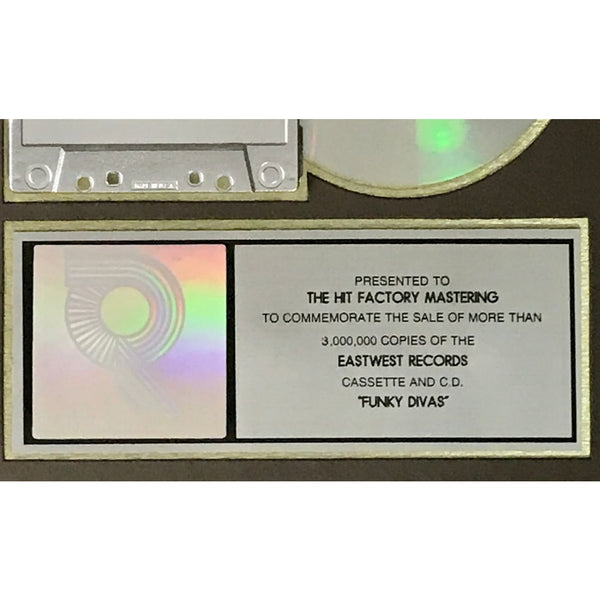 PRESENTED TO
THE HIT FACTORY MASTERING
TO COMMEMORATE THE SALE OF MORE THAN
3,000,000 COPIES OF THE
EASTWEST RECORDS
CASSETTE AND C.D.
"FUNKY DIVAS"